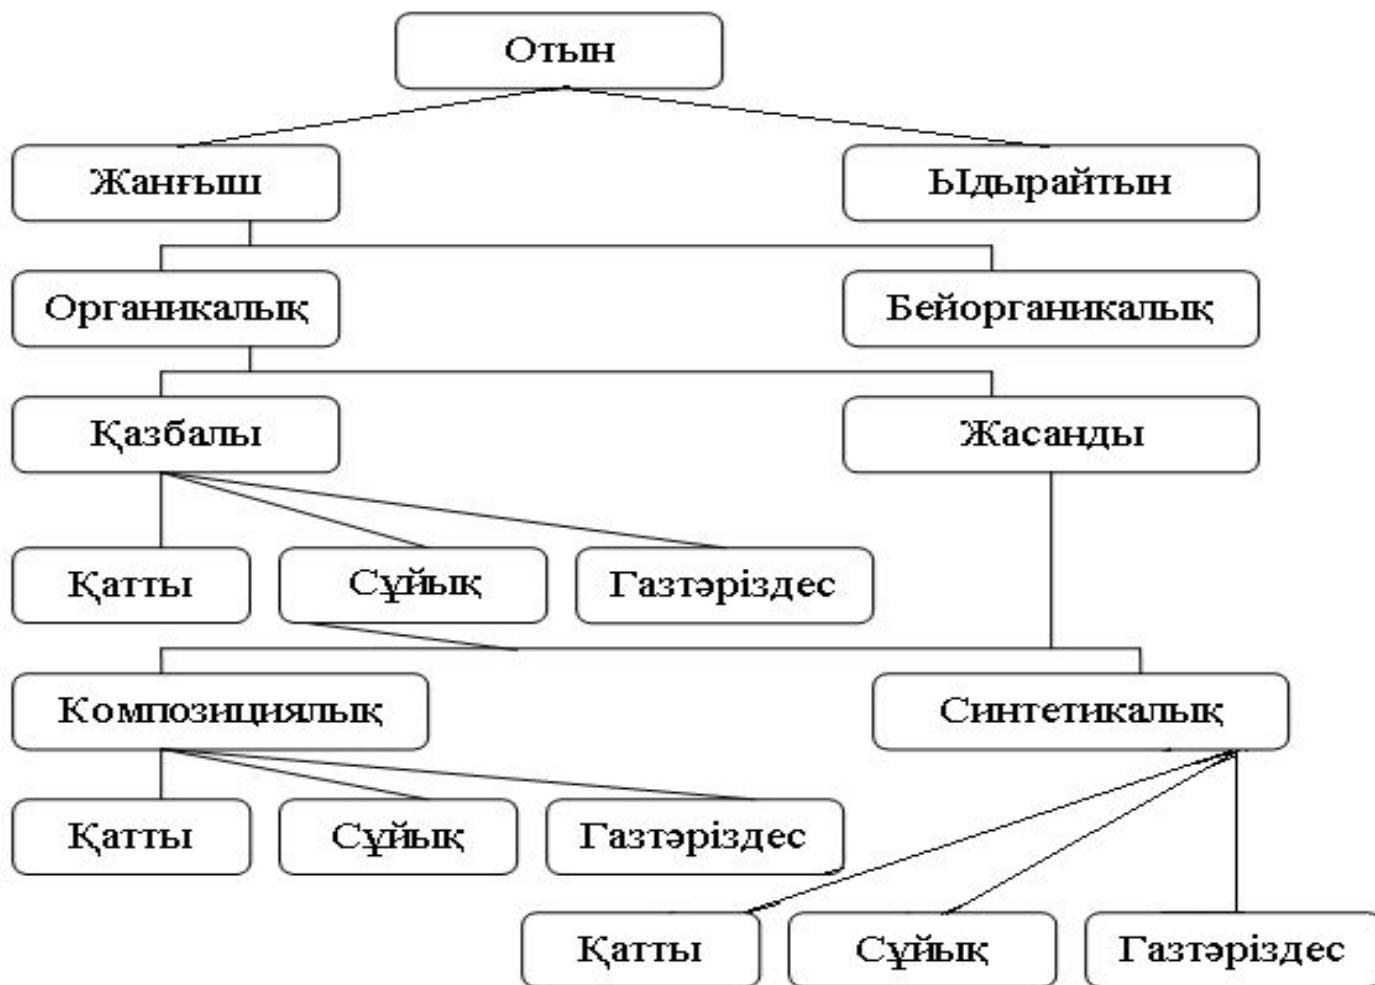 Отын
Жанғыш
Ыдырайтын
Органикалық
Бейорганикалық
Қазбалы
Жасанды
Қатты
Сұйық
Газтәріздес
Композициялық
Синтетикалық
Қатты
Сұйық
Газтәріздес
Қатты
Сұйық
Газтәріздес